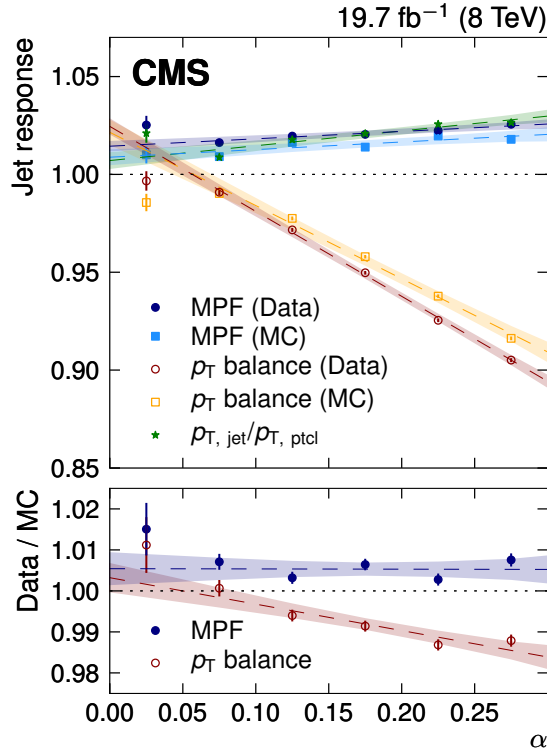 19.7 fb⁻¹ (8 TeV)
CMS
Jet response
1.05
1.00
0.95
0.90
0.85
MPF (Data)
MPF (MC)
pT balance (Data)
pT balance (MC)
pT, jet/pT, ptcl
Data / MC
1.02
1.01
1.00
0.99
0.98
MPF
pT balance
0.00 0.05 0.10 0.15 0.20 0.25
α